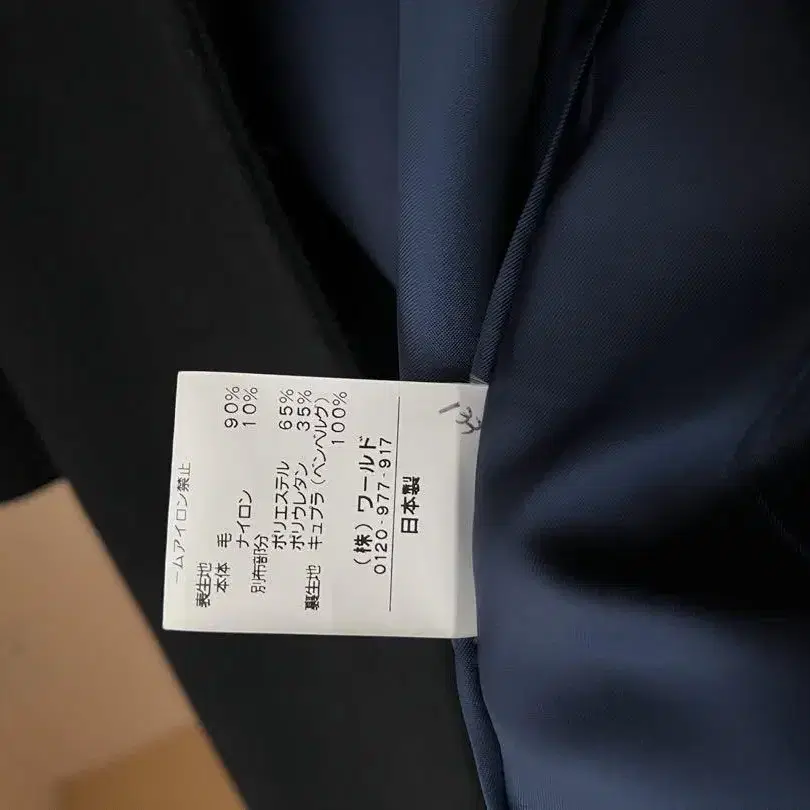 ームアイロン禁止
表生地
本体 毛 90%
ナイロン 10%
別布部分
ポリエステル 65%
ポリウレタン 35%
裏生地 キュプラ(ベンベルグ)
100%
(株)ワールド
0120-977-917
日本製
133